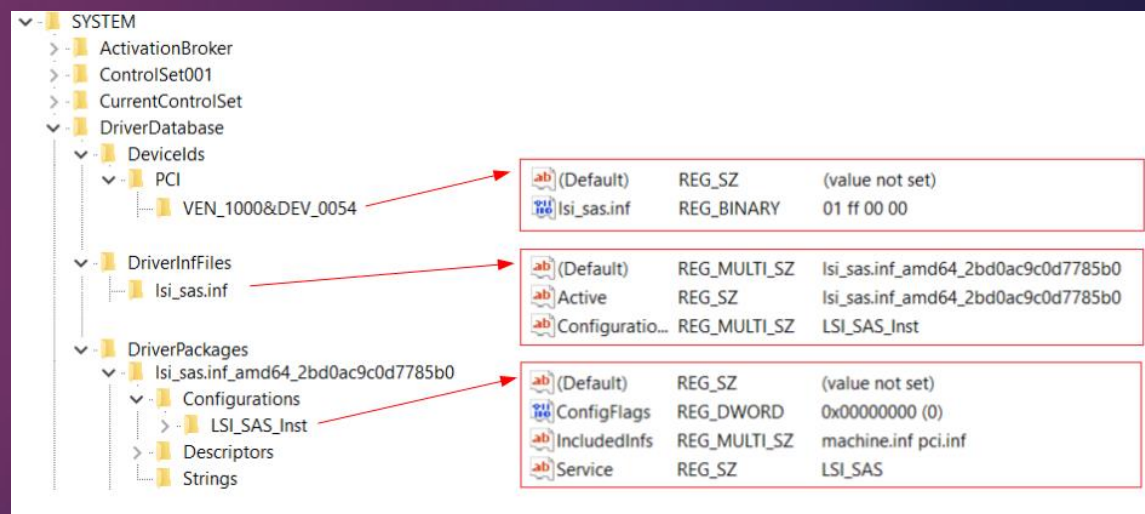 SYSTEM
ActivationBroker
ControlSet001
CurrentControlSet
DriverDatabase
DeviceIds
PCI
VEN_1000&DEV_0054
(Default) REG_SZ (value not set)
lsi_sas.inf REG_BINARY 01 ff 00 00
DriverInfFiles
lsi_sas.inf
(Default) REG_MULTI_SZ lsi_sas.inf_amd64_2bd0ac9c0d7785b0
Active REG_SZ lsi_sas.inf_amd64_2bd0ac9c0d7785b0
Configuratio... REG_MULTI_SZ LSI_SAS_Inst
DriverPackages
lsi_sas.inf_amd64_2bd0ac9c0d7785b0
Configurations
LSI_SAS_Inst
Descriptors
Strings
(Default) REG_SZ (value not set)
ConfigFlags REG_DWORD 0x00000000 (0)
IncludedInfs REG_MULTI_SZ machine.inf pci.inf
Service REG_SZ LSI_SAS